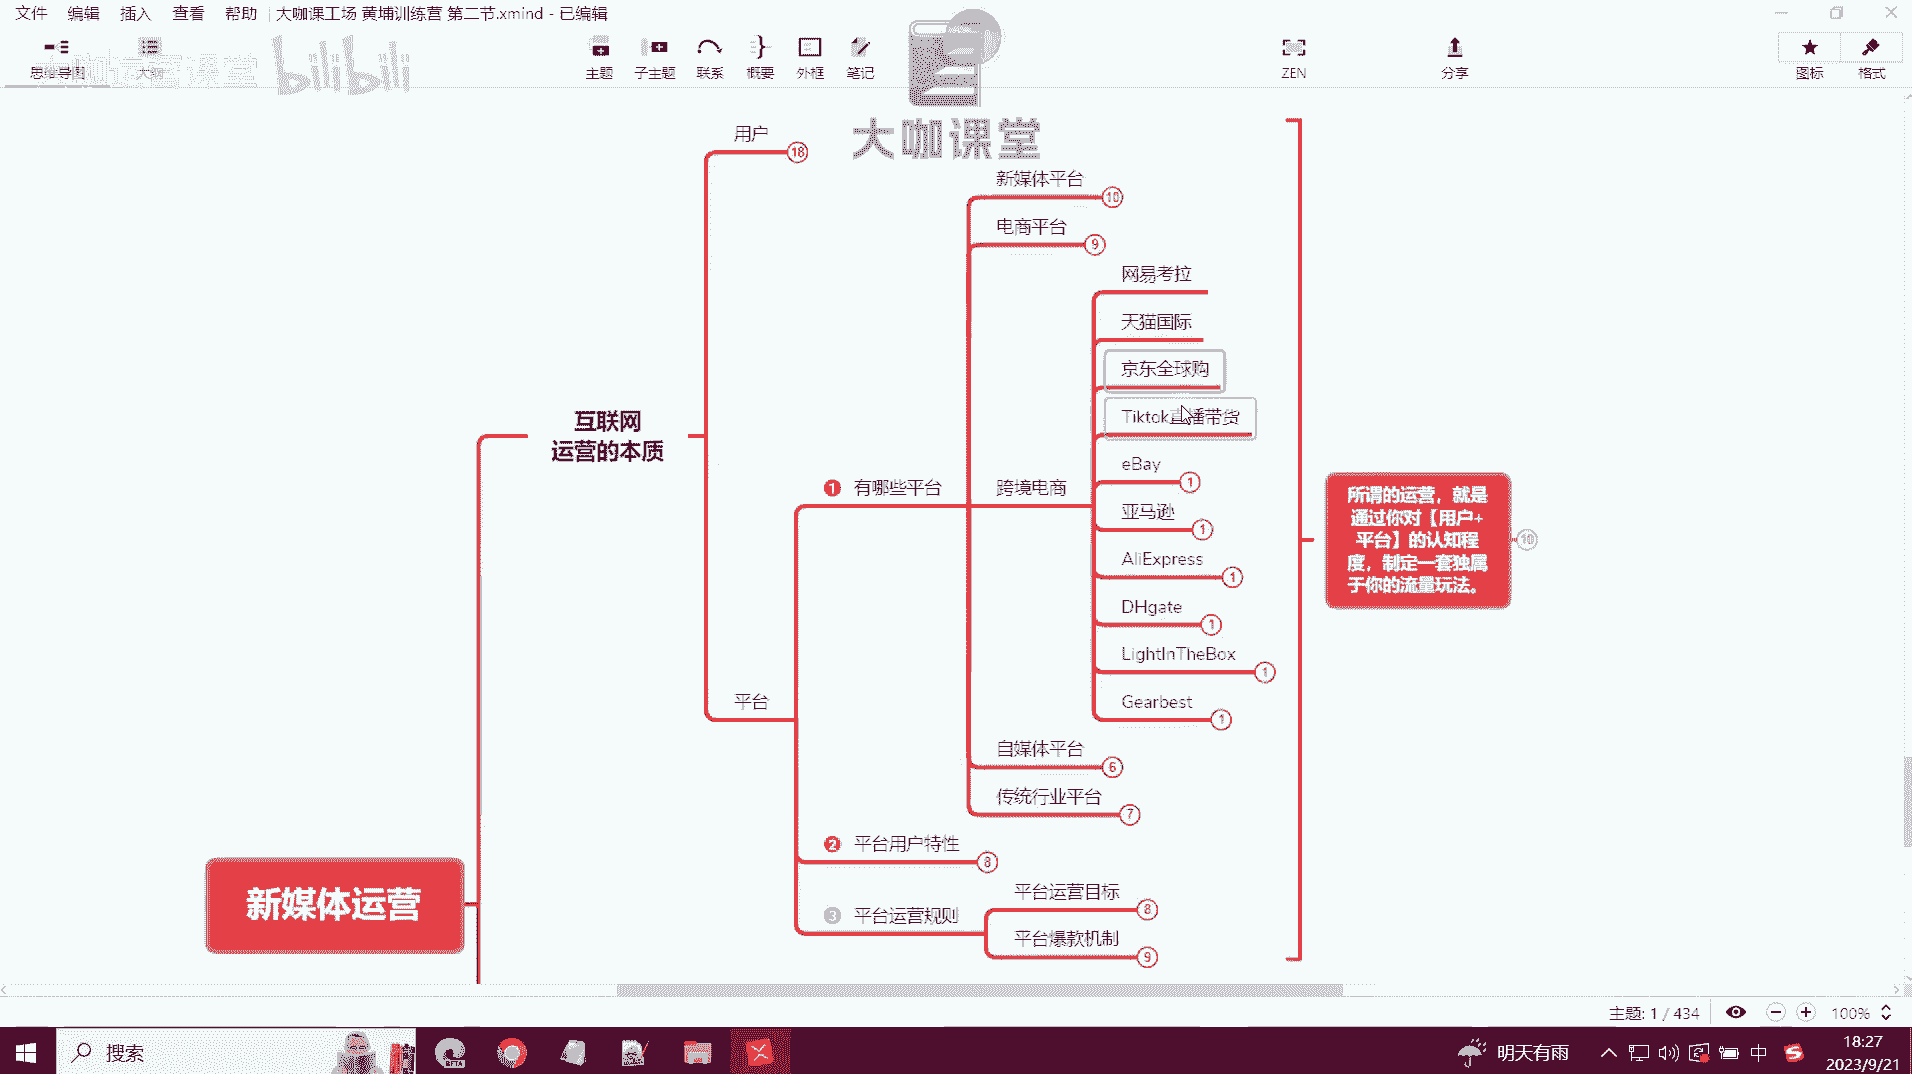 文件 编辑 插入 查看 帮助 大咖课工场 黄埔训练营 第二节.xmind - 已编辑
思维导图 大纲 主题 子主题 联系 概要 外框 笔记 ZEN 分享 图标 格式
bilibili
大咖课堂
用户
18
新媒体平台
10
电商平台
9
网易考拉
天猫国际
京东全球购
Tiktok直播带货
eBay
1
亚马逊
1
AliExpress
1
DHgate
1
LightInTheBox
1
Gearbest
1
互联网
运营的本质
1 有哪些平台
跨境电商
平台
自媒体平台
6
传统行业平台
7
2 平台用户特性
8
3 平台运营规则
平台运营目标
8
平台爆款机制
9
所谓的运营，就是
通过你对【用户+
平台】的认知程
度，制定一套独属
于你的流量玩法。
10
新媒体运营
主题: 1 / 434 100%
搜索
BETA
明天有雨 中
18:27
2023/9/21